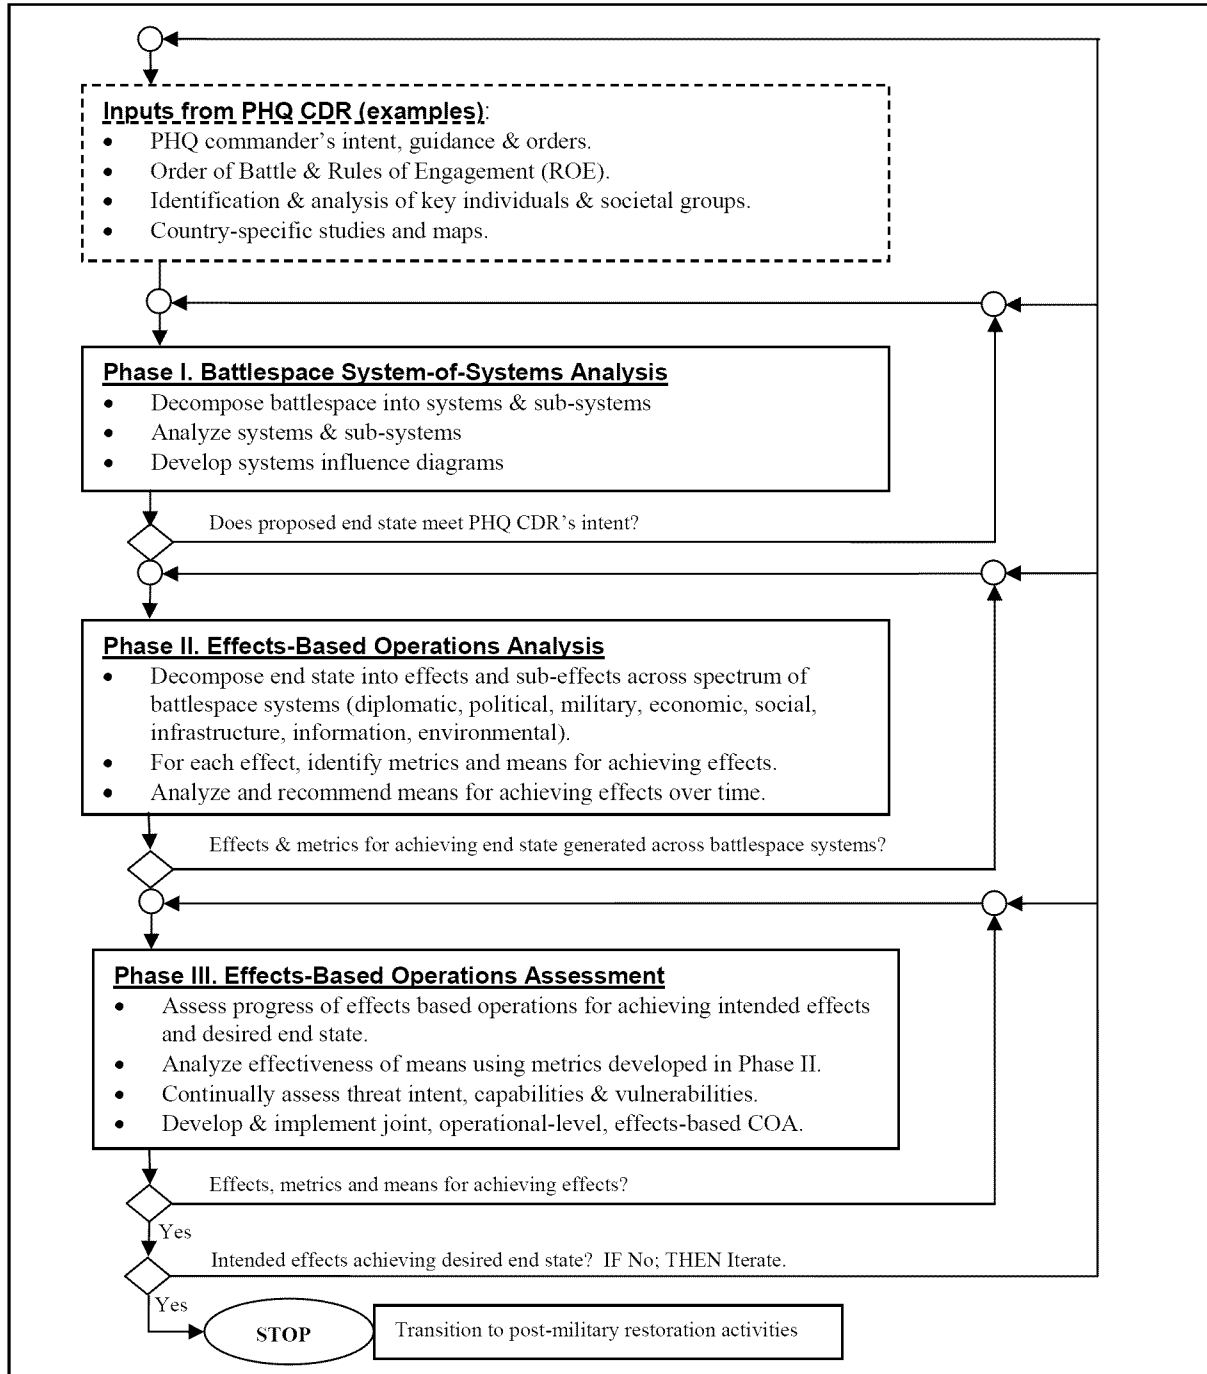 Inputs from PHQ CDR (examples):
• PHQ commander’s intent, guidance & orders.
• Order of Battle & Rules of Engagement (ROE).
• Identification & analysis of key individuals & societal groups.
• Country-specific studies and maps.
Phase I. Battlespace System-of-Systems Analysis
• Decompose battlespace into systems & sub-systems
• Analyze systems & sub-systems
• Develop systems influence diagrams
Does proposed end state meet PHQ CDR’s intent?
Phase II. Effects-Based Operations Analysis
• Decompose end state into effects and sub-effects across spectrum of
battlespace systems (diplomatic, political, military, economic, social,
infrastructure, information, environmental).
• For each effect, identify metrics and means for achieving effects.
• Analyze and recommend means for achieving effects over time.
Effects & metrics for achieving end state generated across battlespace systems?
Phase III. Effects-Based Operations Assessment
• Assess progress of effects based operations for achieving intended effects
and desired end state.
• Analyze effectiveness of means using metrics developed in Phase II.
• Continually assess threat intent, capabilities & vulnerabilities.
• Develop & implement joint, operational-level, effects-based COA.
Effects, metrics and means for achieving effects?
Yes
Intended effects achieving desired end state? IF No; THEN Iterate.
Yes
STOP
Transition to post-military restoration activities